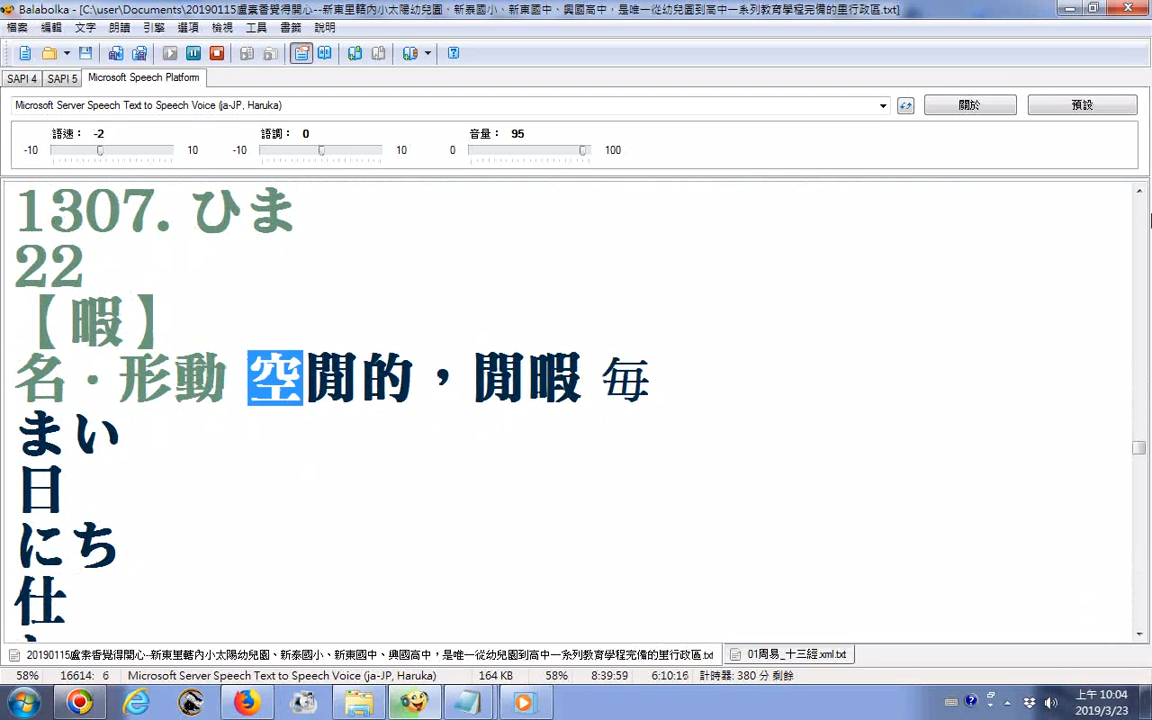 Balabolka - [C:\user\Documents\20190115盧素香覺得開心--新東里轄內小太陽幼兒園、新泰國小、新東國中、興國高中，是唯一從幼兒園到高中一系列教育學程完備的里行政區.txt]
檔案 編輯 文字 朗讀 引擎 選項 檢視 工具 書籤 說明
SAPI 4 SAPI 5 Microsoft Speech Platform
Microsoft Server Speech Text to Speech Voice (ja-JP, Haruka) 關於 預設
語速： -2 語調： 0 音量： 95
-10 10 -10 10 0 100
1307. ひま
22
【暇】
名・形動 空閒的，閒暇 毎
まい
日
にち
仕
20190115盧素香覺得開心--新東里轄內小太陽幼兒園、新泰國小、新東國中、興國高中，是唯一從幼兒園到高中一系列教育學程完備的里行政區.txt 01周易_十三經.xml.txt
58% 16614: 6 Microsoft Server Speech Text to Speech Voice (ja-JP, Haruka) 164 KB 58% 8:39:59 6:10:16 計時器: 380 分 剩餘
上午 10:04
2019/3/23